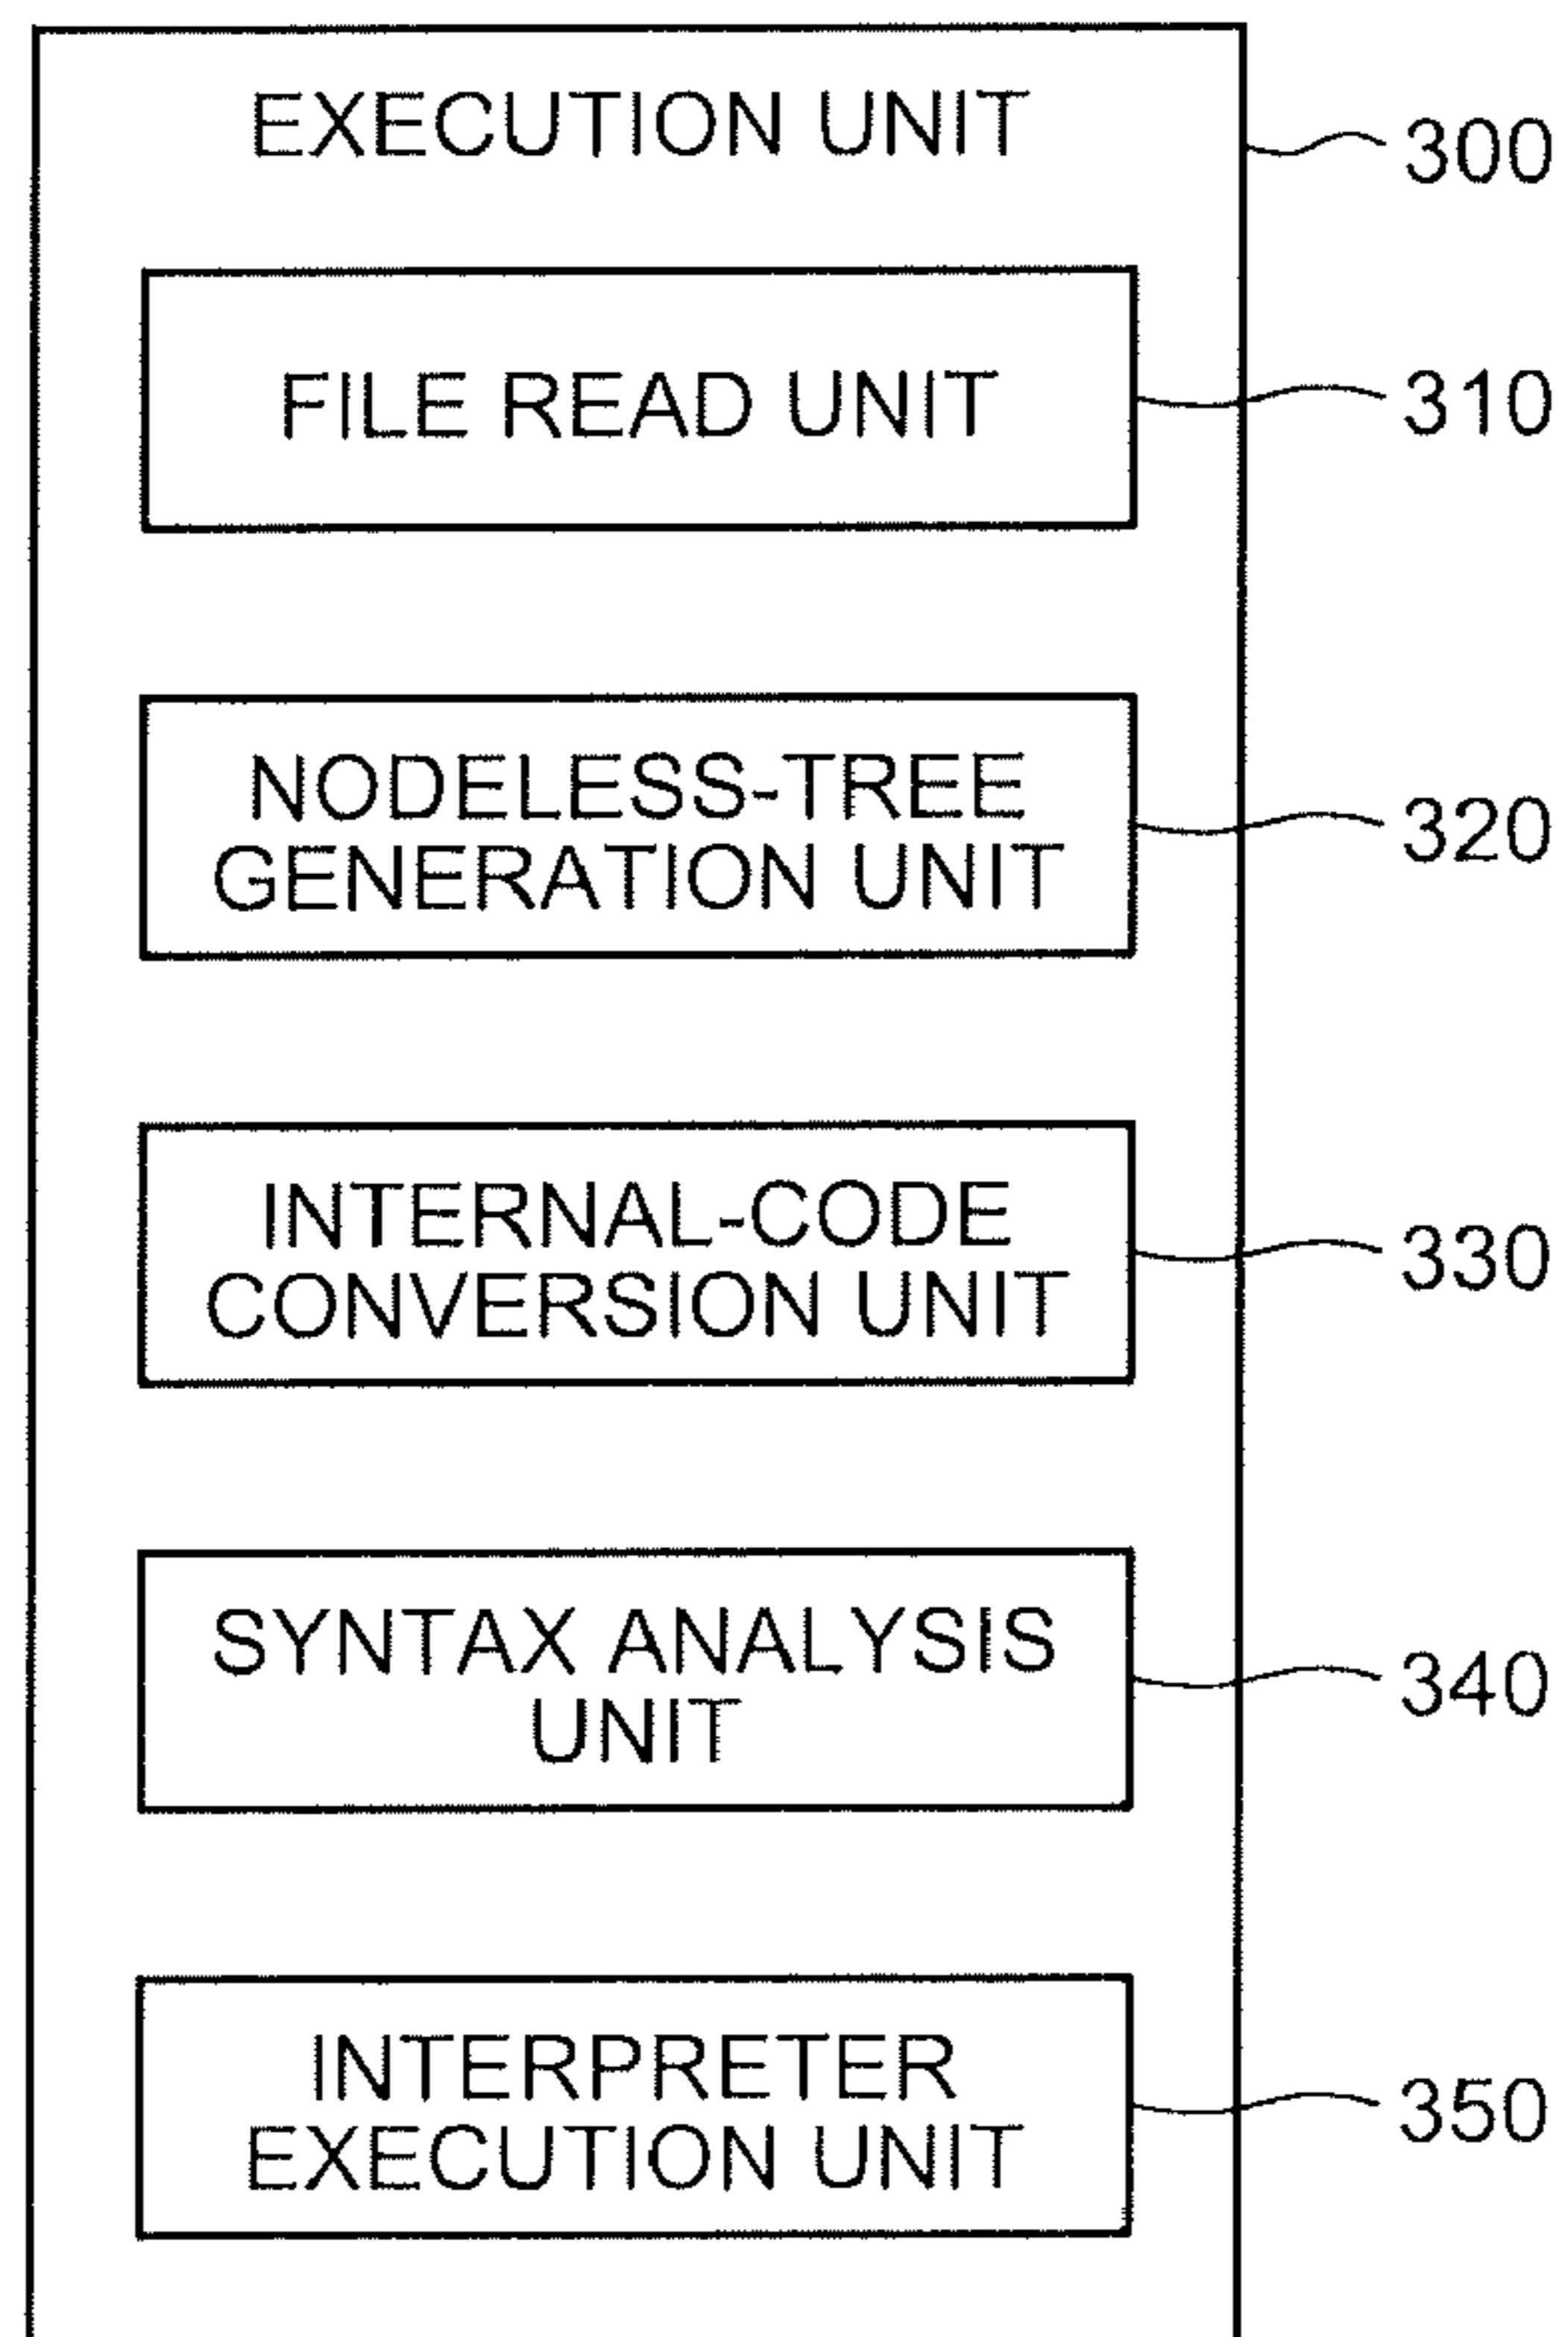 EXECUTION UNIT
300
FILE READ UNIT
310
NODELESS-TREE
GENERATION UNIT
320
INTERNAL-CODE
CONVERSION UNIT
330
SYNTAX ANALYSIS
UNIT
340
INTERPRETER
EXECUTION UNIT
350